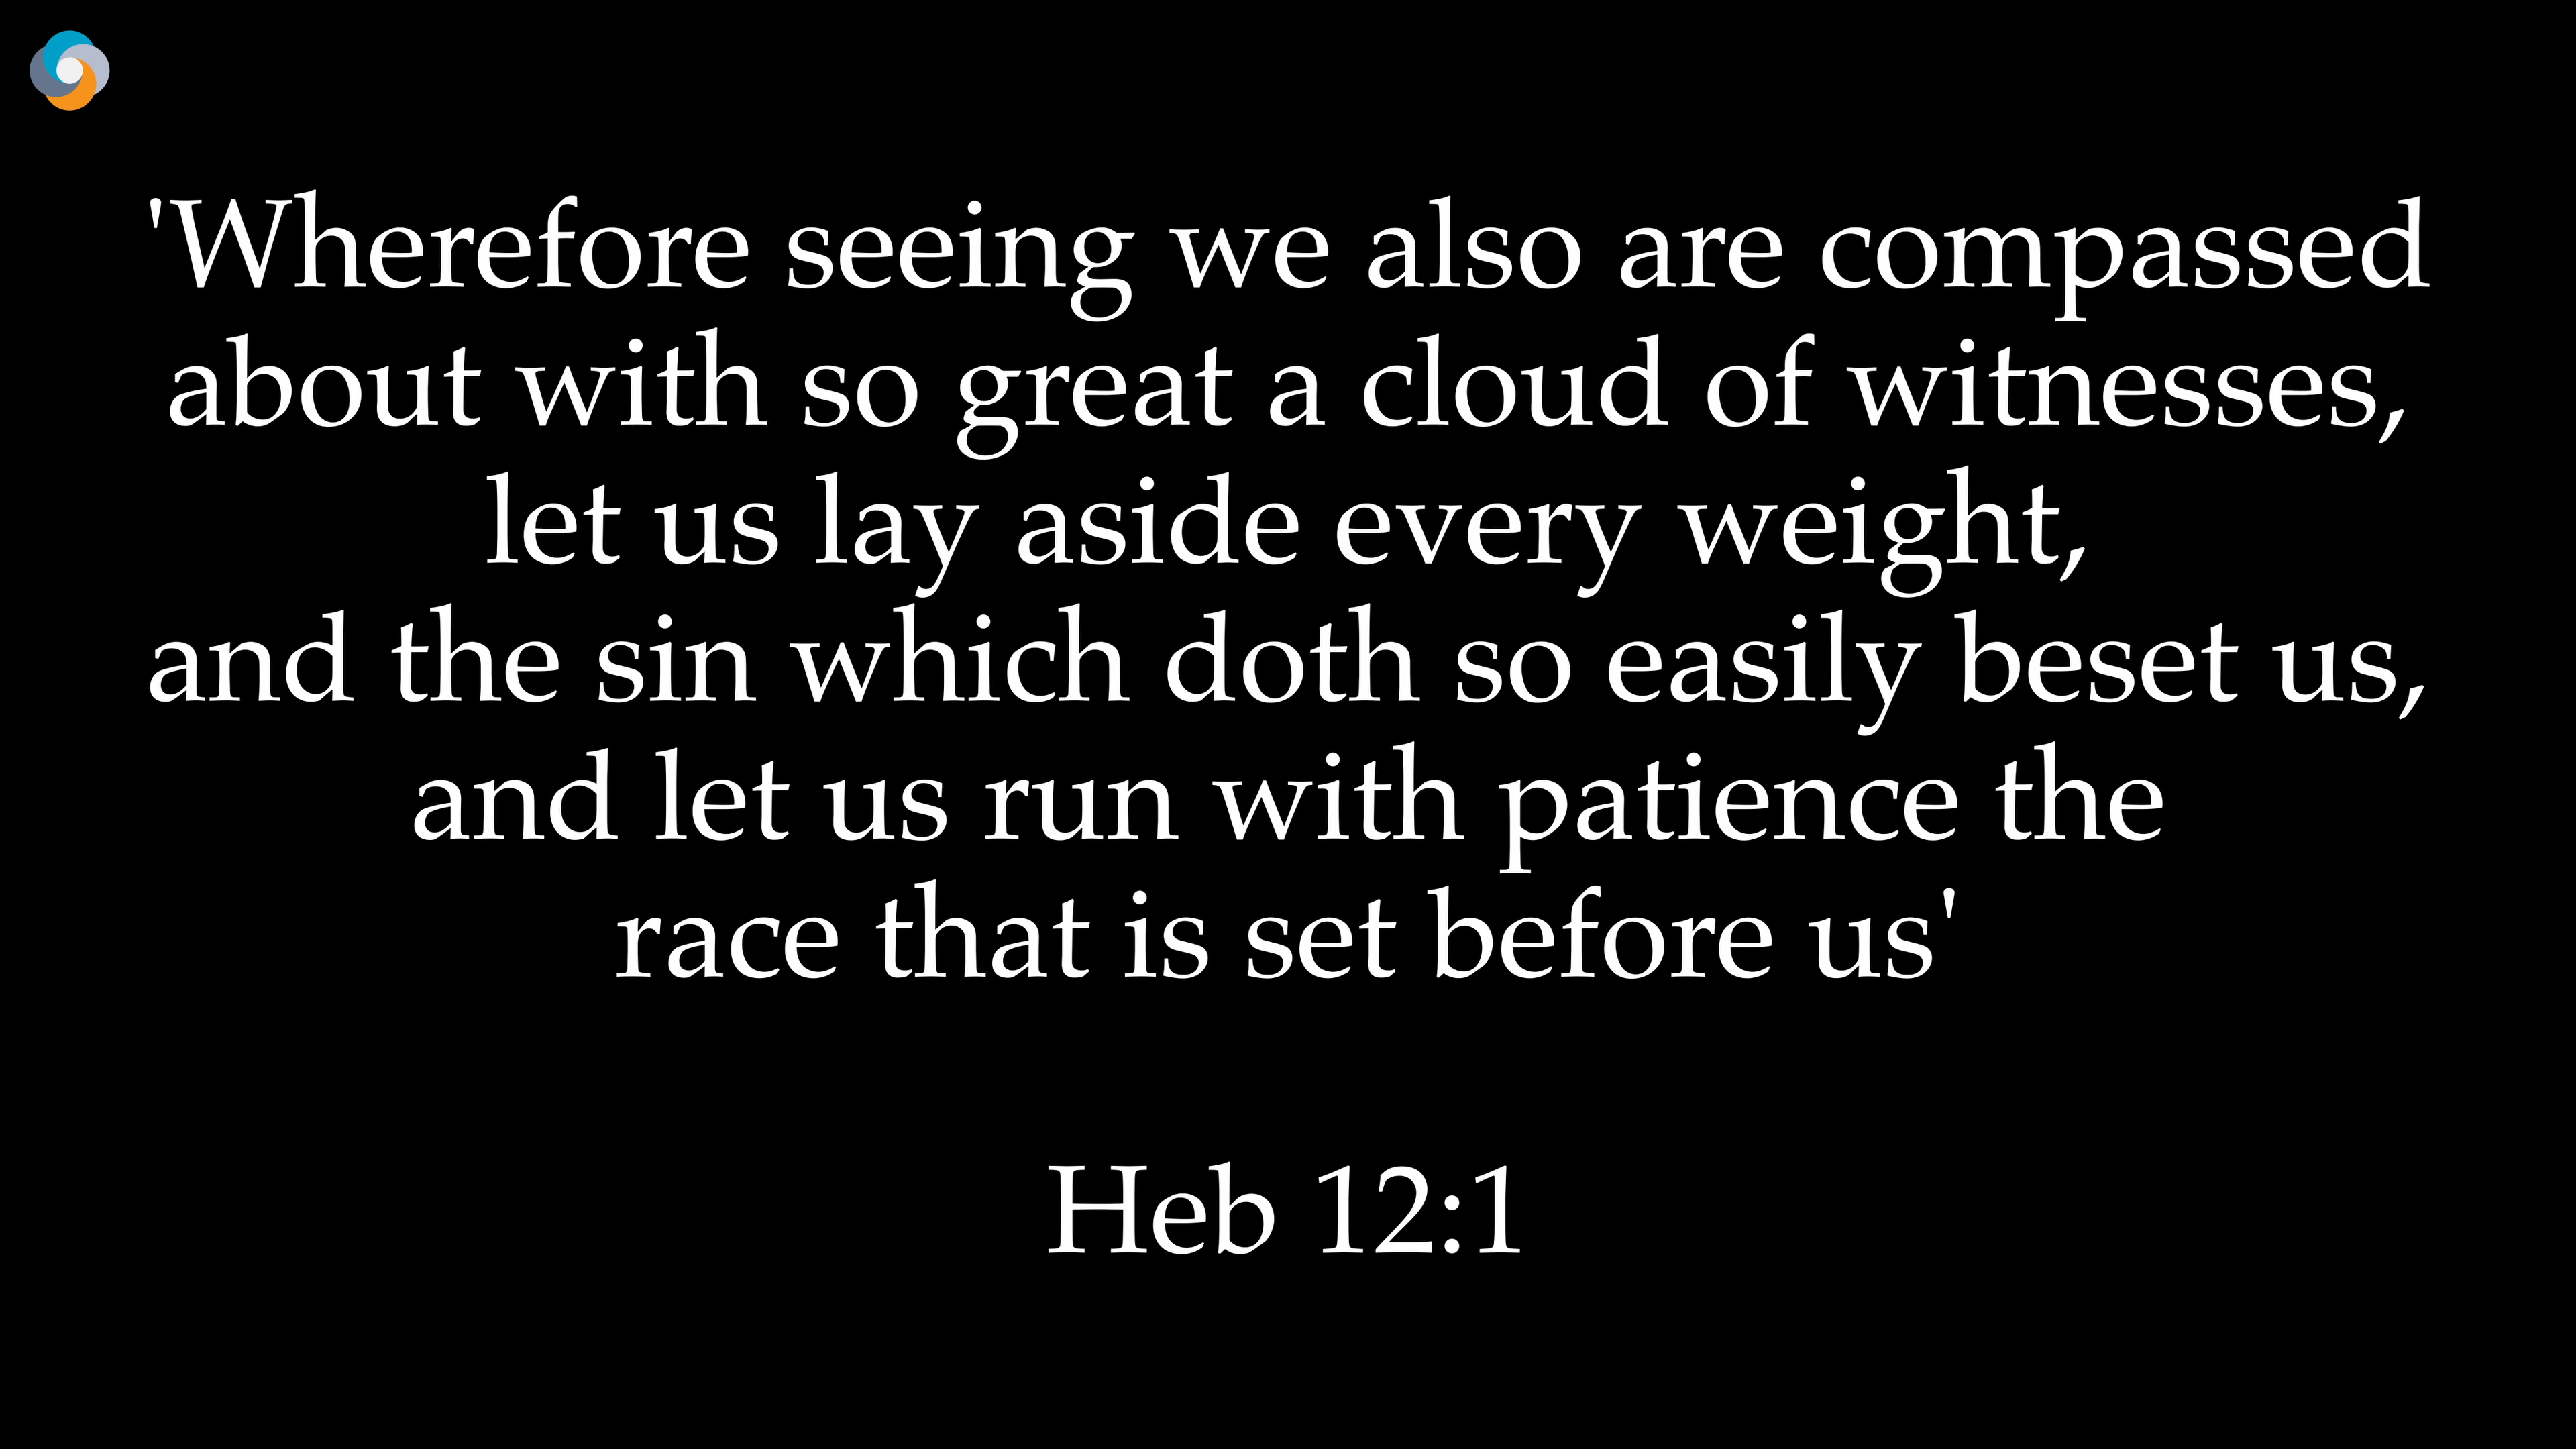 'Wherefore seeing we also are compassed
about with so great a cloud of witnesses,
let us lay aside every weight,
and the sin which doth so easily beset us,
and let us run with patience the
race that is set before us'
Heb 12:1